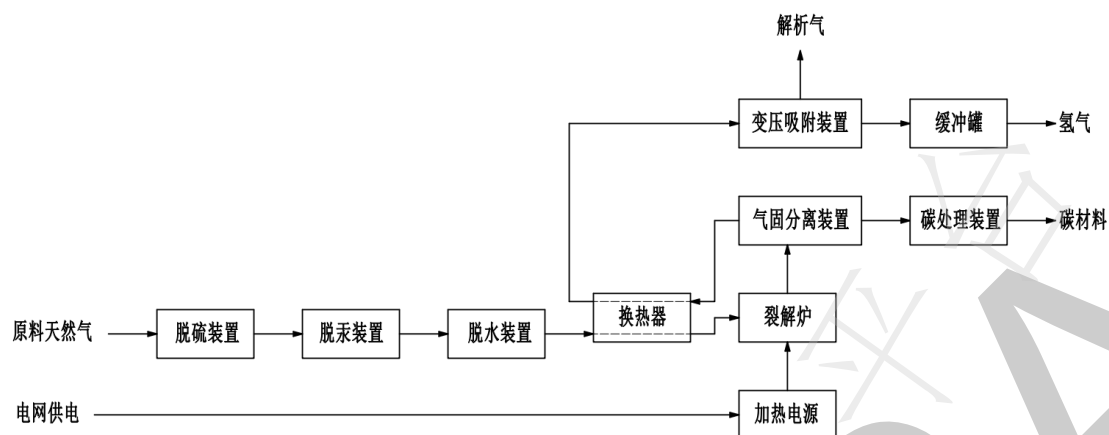 解析气
变压吸附装置
缓冲罐
氢气
气固分离装置
碳处理装置
碳材料
原料天然气
脱硫装置
脱汞装置
脱水装置
换热器
裂解炉
电网供电
加热电源